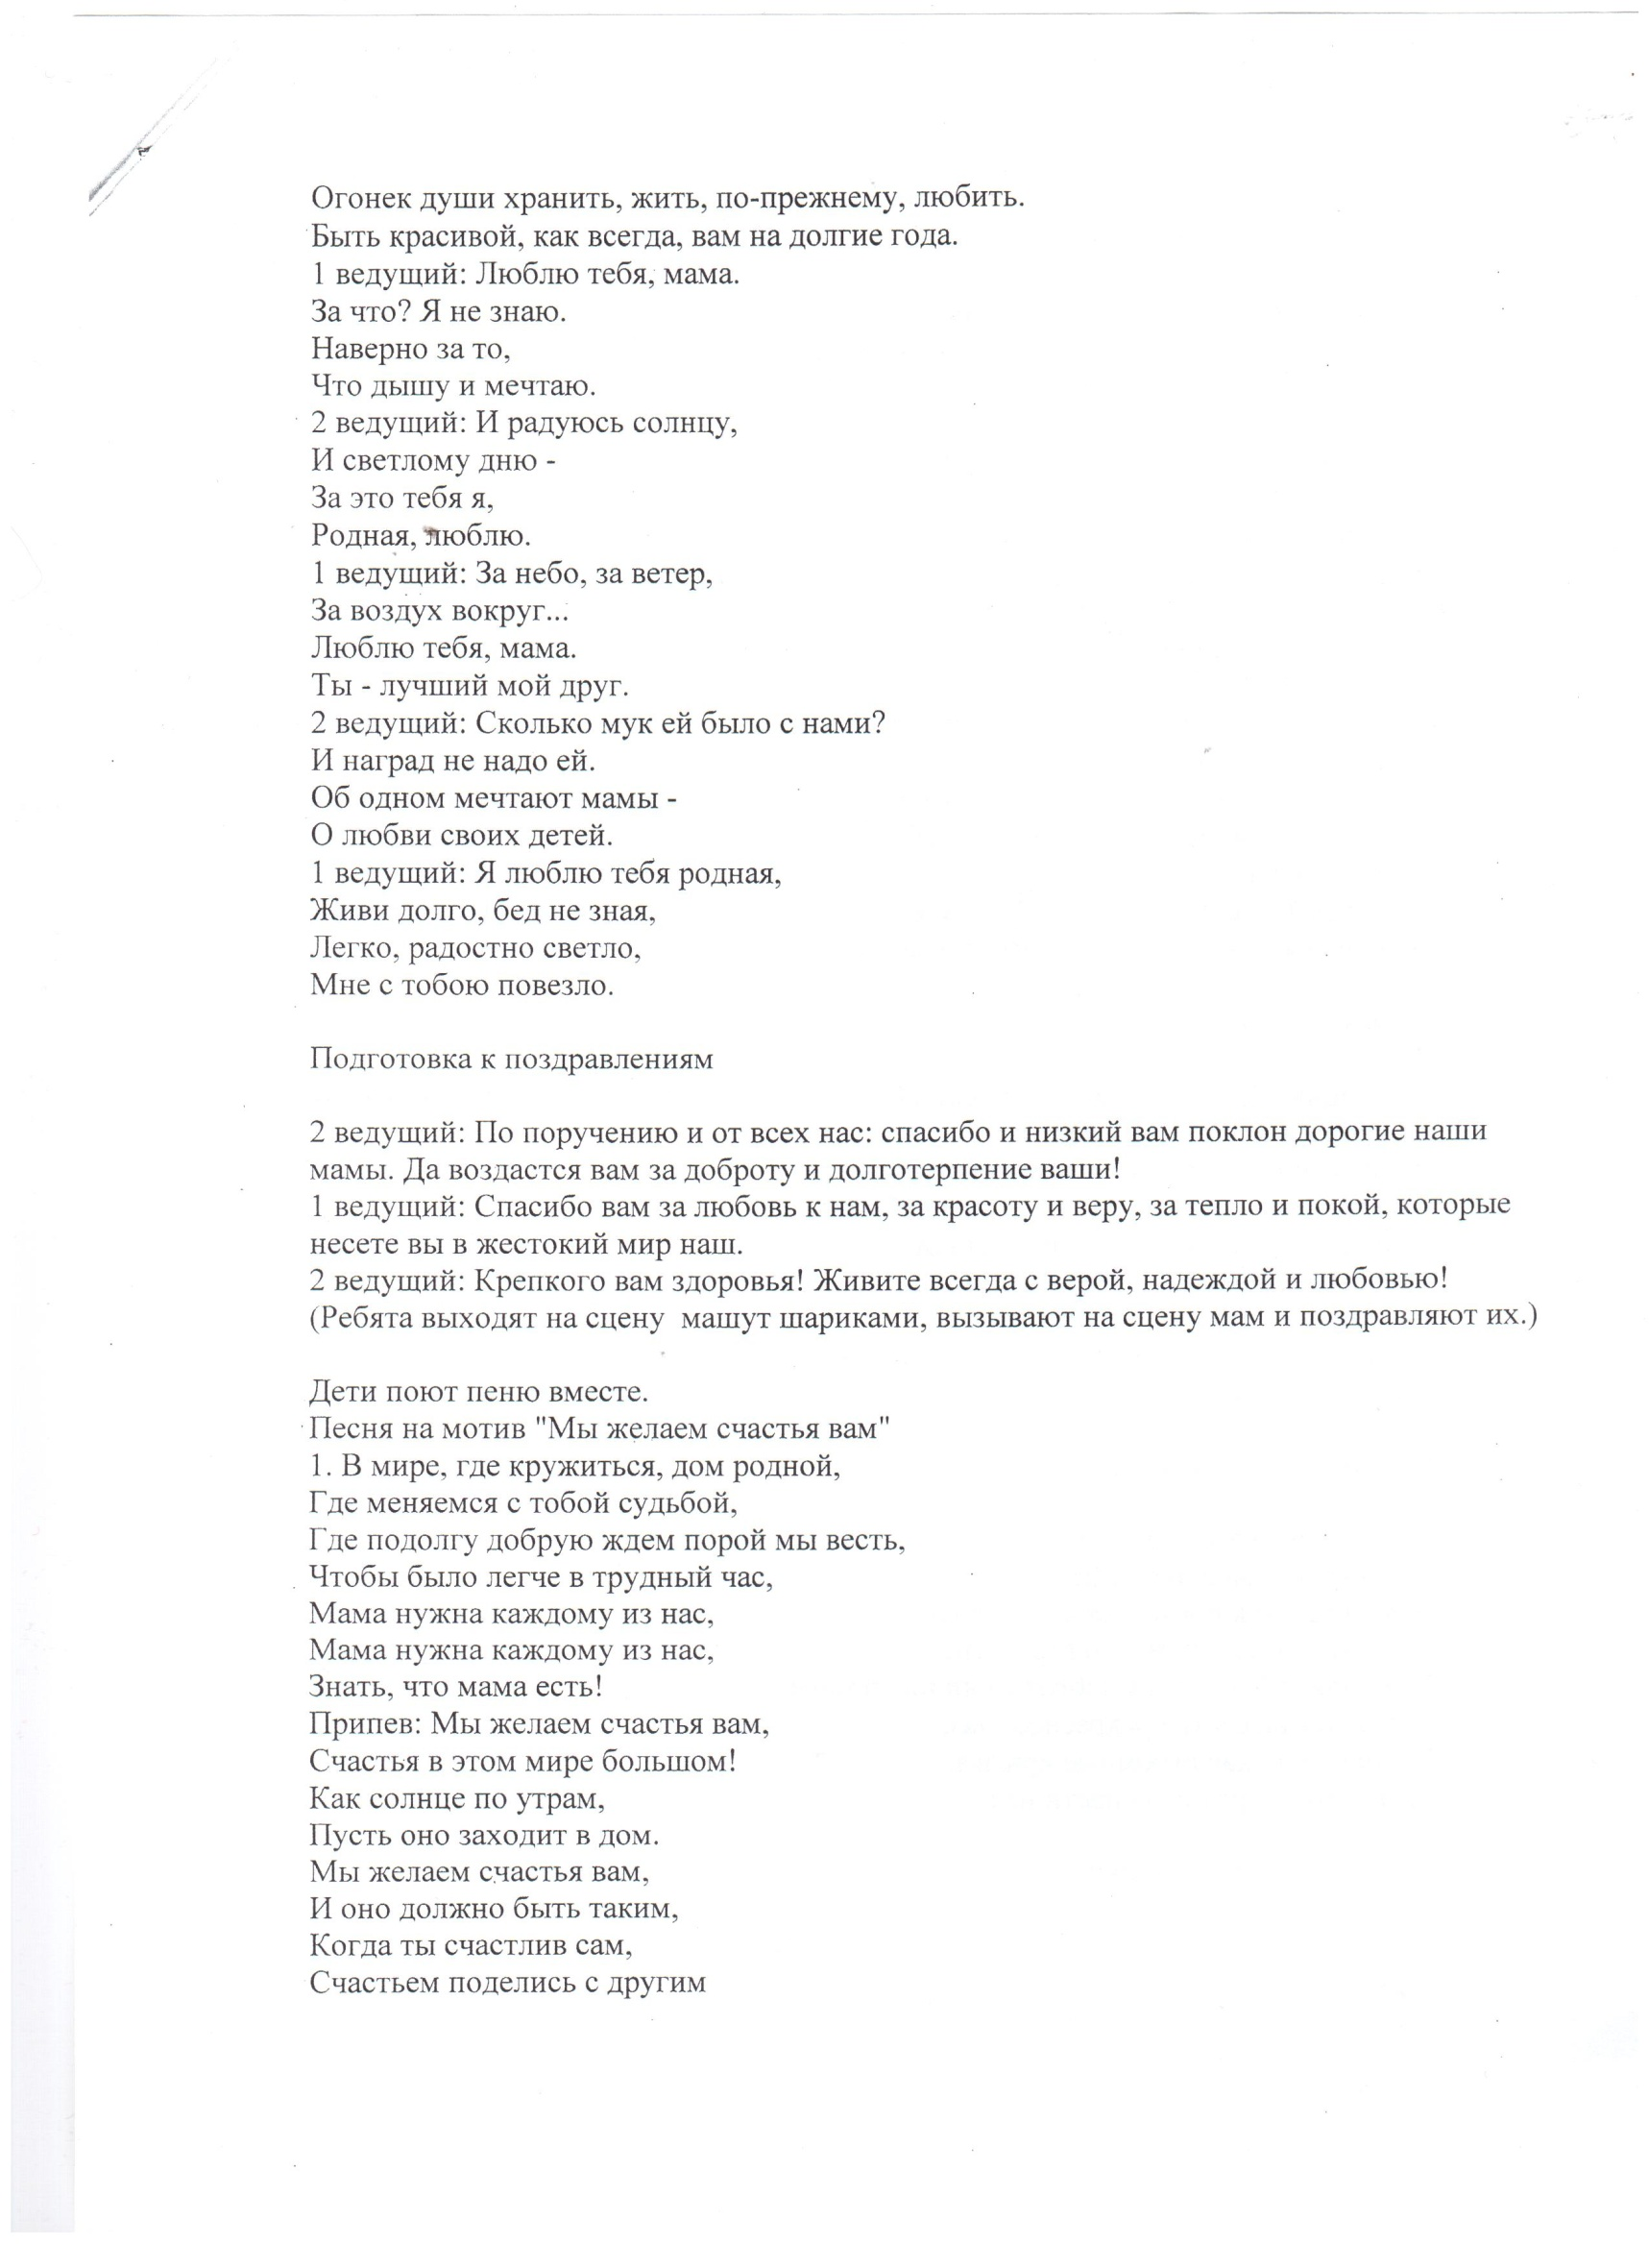 Огонек души хранить, жить, по-прежнему, любить.
Быть красивой, как всегда, вам на долгие года.
1 ведущий: Люблю тебя, мама.
За что? Я не знаю.
Наверно за то,
Что дышу и мечтаю.
2 ведущий: И радуюсь солнцу,
И светлому дню -
За это тебя я,
Родная, люблю.
1 ведущий: За небо, за ветер,
За воздух вокруг...
Люблю тебя, мама.
Ты - лучший мой друг.
2 ведущий: Сколько мук ей было с нами?
И наград не надо ей.
Об одном мечтают мамы -
О любви своих детей.
1 ведущий: Я люблю тебя родная,
Живи долго, бед не зная,
Легко, радостно светло,
Мне с тобою повезло.
Подготовка к поздравлениям
2 ведущий: По поручению и от всех нас: спасибо и низкий вам поклон дорогие наши
мамы. Да воздастся вам за доброту и долготерпение ваши!
1 ведущий: Спасибо вам за любовь к нам, за красоту и веру, за тепло и покой, которые
несете вы в жестокий мир наш.
2 ведущий: Крепкого вам здоровья! Живите всегда с верой, надеждой и любовью!
(Ребята выходят на сцену  машут шариками, вызывают на сцену мам и поздравляют их.)
Дети поют пеню вместе.
Песня на мотив "Мы желаем счастья вам"
1. В мире, где кружиться, дом родной,
Где меняемся с тобой судьбой,
Где подолгу добрую ждем порой мы весть,
Чтобы было легче в трудный час,
Мама нужна каждому из нас,
Мама нужна каждому из нас,
Знать, что мама есть!
Припев: Мы желаем счастья вам,
Счастья в этом мире большом!
Как солнце по утрам,
Пусть оно заходит в дом.
Мы желаем счастья вам,
И оно должно быть таким,
Когда ты счастлив сам,
Счастьем поделись с другим